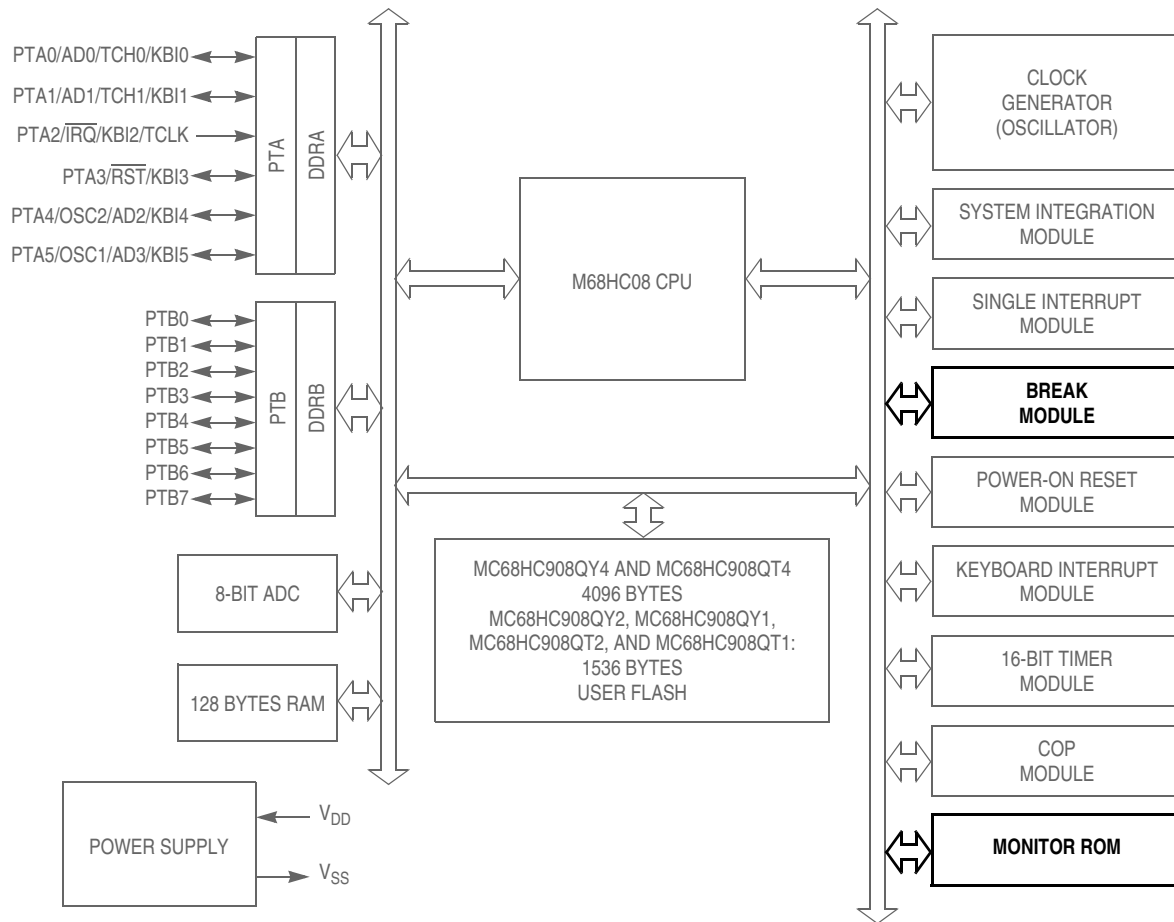 PTA0/AD0/TCH0/KBI0
PTA1/AD1/TCH1/KBI1
PTA2/I̅R̅Q̅/KBI2/TCLK
PTA3/R̅S̅T̅/KBI3
PTA4/OSC2/AD2/KBI4
PTA5/OSC1/AD3/KBI5
PTA
DDRA
PTB0
PTB1
PTB2
PTB3
PTB4
PTB5
PTB6
PTB7
PTB
DDRB
8-BIT ADC
128 BYTES RAM
POWER SUPPLY
VDD
VSS
M68HC08 CPU
MC68HC908QY4 AND MC68HC908QT4
4096 BYTES
MC68HC908QY2, MC68HC908QY1,
MC68HC908QT2, AND MC68HC908QT1:
1536 BYTES
USER FLASH
CLOCK
GENERATOR
(OSCILLATOR)
SYSTEM INTEGRATION
MODULE
SINGLE INTERRUPT
MODULE
BREAK
MODULE
POWER-ON RESET
MODULE
KEYBOARD INTERRUPT
MODULE
16-BIT TIMER
MODULE
COP
MODULE
MONITOR ROM